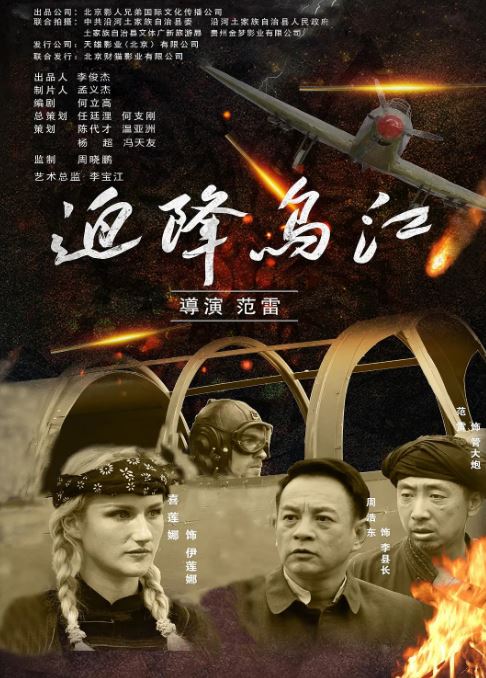 出品公司：北京影人兄弟国际文化传播公司
联合拍摄：中共沿河土家族自治县委 沿河土家族自治县人民政府
土家族自治县文体广新旅游局 贵州金梦影业有限公司
发行公司：天雄影业（北京）有限公司
联合发行：北京财猫影业有限公司
出品人 李俊杰
制片人 孟义杰
编剧 何立高
总策划 任廷浬 何支刚
策划 陈代才 温亚洲
杨超 冯天友
监制 周晓鹏
艺术总监 李宝江
迫降乌江
導演 范雷
范雷 饰 管大炮
喜莲娜 饰 伊莲娜
周浩东 饰 李县长